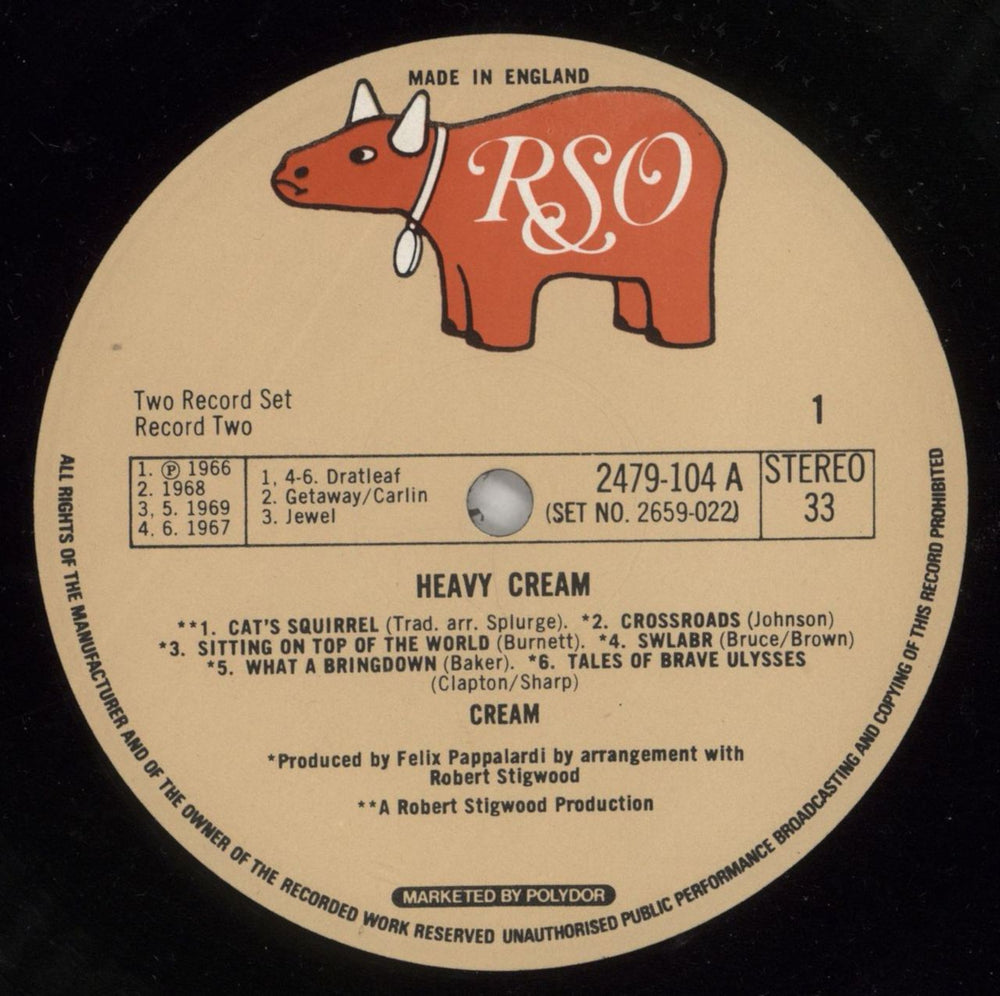 MADE IN ENGLAND
RSO
Two Record Set
Record Two
1
1. ℗ 1966
2. 1968
3, 5. 1969
4. 6. 1967
1, 4-6. Dratleaf
2. Getaway/Carlin
3. Jewel
2479-104 A
(SET NO. 2659-022)
STEREO
33
HEAVY CREAM
**1. CAT'S SQUIRREL (Trad. arr. Splurge). *2. CROSSROADS (Johnson)
*3. SITTING ON TOP OF THE WORLD (Burnett). *4. SWLABR (Bruce/Brown)
*5. WHAT A BRINGDOWN (Baker). *6. TALES OF BRAVE ULYSSES
(Clapton/Sharp)
CREAM
*Produced by Felix Pappalardi by arrangement with
Robert Stigwood
**A Robert Stigwood Production
MARKETED BY POLYDOR
ALL RIGHTS OF THE MANUFACTURER AND OF THE OWNER OF THE RECORDED WORK RESERVED UNAUTHORISED PUBLIC PERFORMANCE BROADCASTING AND COPYING OF THIS RECORD PROHIBITED